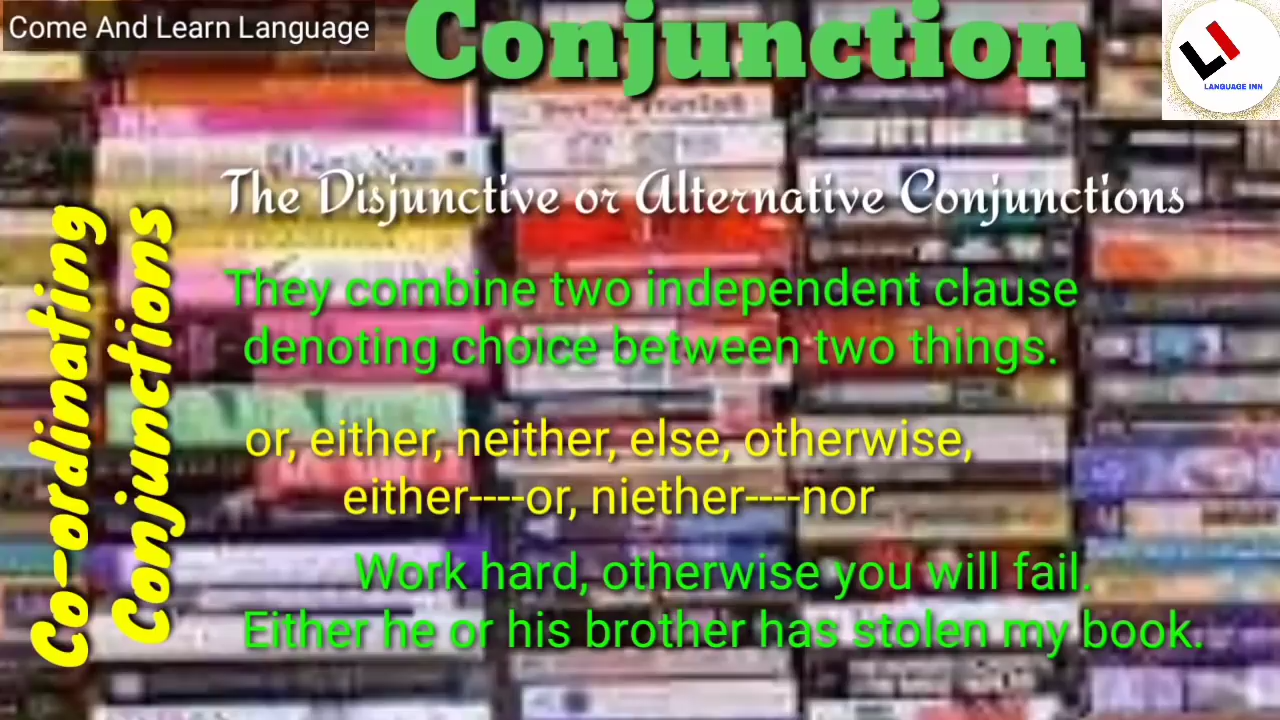 Come And Learn Language
Conjunction
LANGUAGE INN
The Disjunctive or Alternative Conjunctions
Co-ordinating
Conjunctions
They combine two independent clause
denoting choice between two things.
or, either, neither, else, otherwise,
either----or, niether----nor
Work hard, otherwise you will fail.
Either he or his brother has stolen my book.